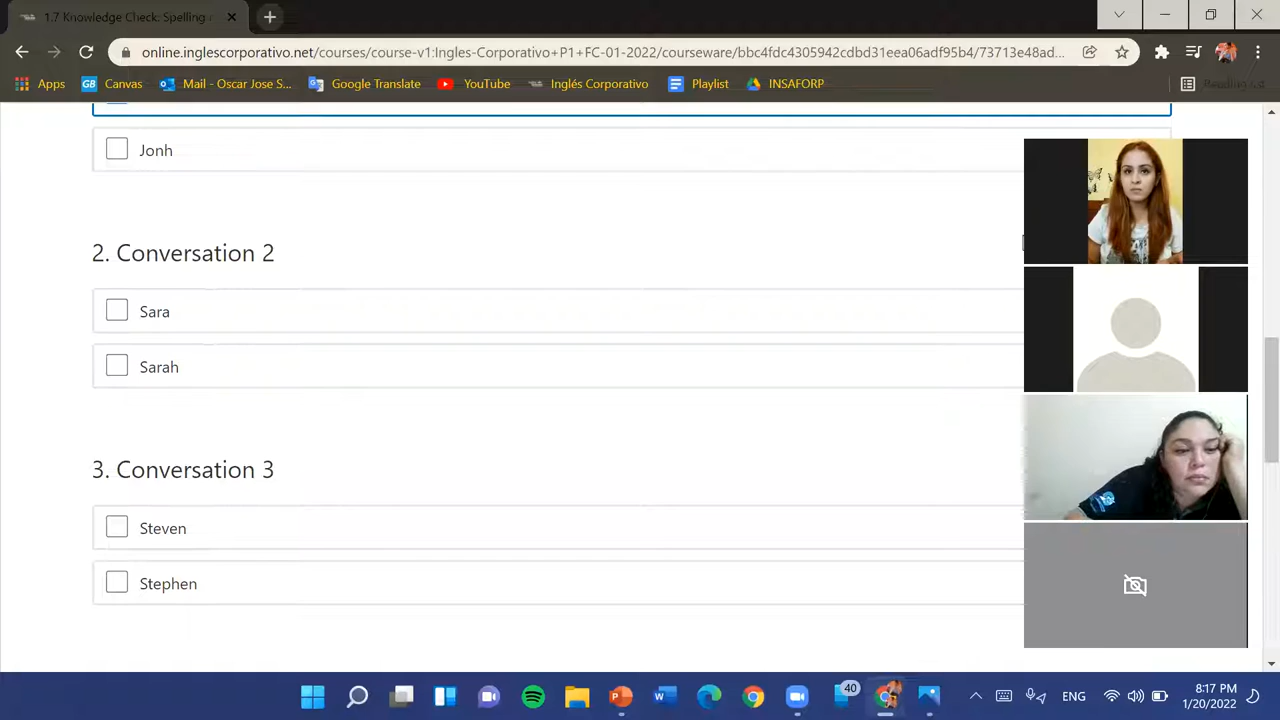 1.7 Knowledge Check: Spelling
online.inglescorporativo.net/courses/course-v1:Ingles-Corporativo+P1+FC-01-2022/courseware/bbc4fdc4305942cdbd31eea06adf95b4/73713e48ad...
Apps
Canvas
Mail - Oscar Jose S...
Google Translate
YouTube
Inglés Corporativo
Playlist
INSAFORP
Reading list
Jonh
2. Conversation 2
Sara
Sarah
3. Conversation 3
Steven
Stephen
40
ENG
8:17 PM
1/20/2022